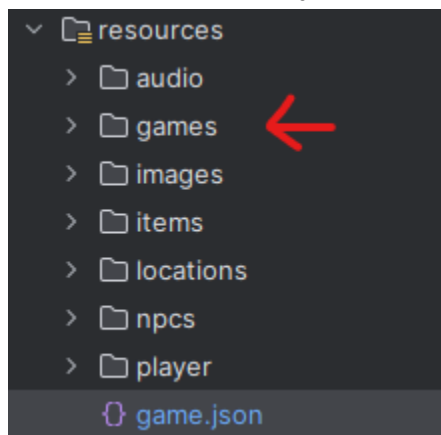 resources
audio
games
images
items
locations
npcs
player
{} game.json